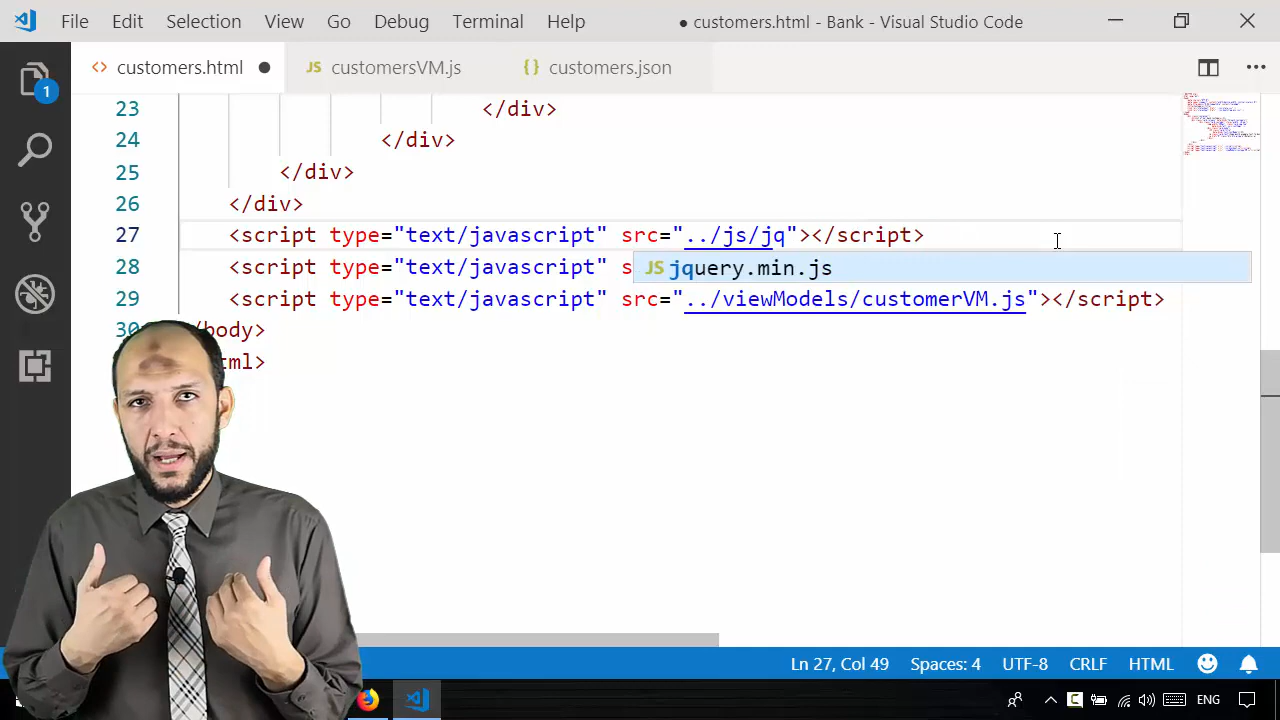 File Edit Selection View Go Debug Terminal Help ● customers.html - Bank - Visual Studio Code
<> customers.html ● JS customersVM.js {} customers.json
1
23 </div>
24 </div>
25 </div>
26 </div>
27 <script type="text/javascript" src="../js/jq"></script>
28 <script type="text/javascript" s
JS jquery.min.js
29 <script type="text/javascript" src="../viewModels/customerVM.js"></script>
30 /body>
tml>
Ln 27, Col 49 Spaces: 4 UTF-8 CRLF HTML
ENG